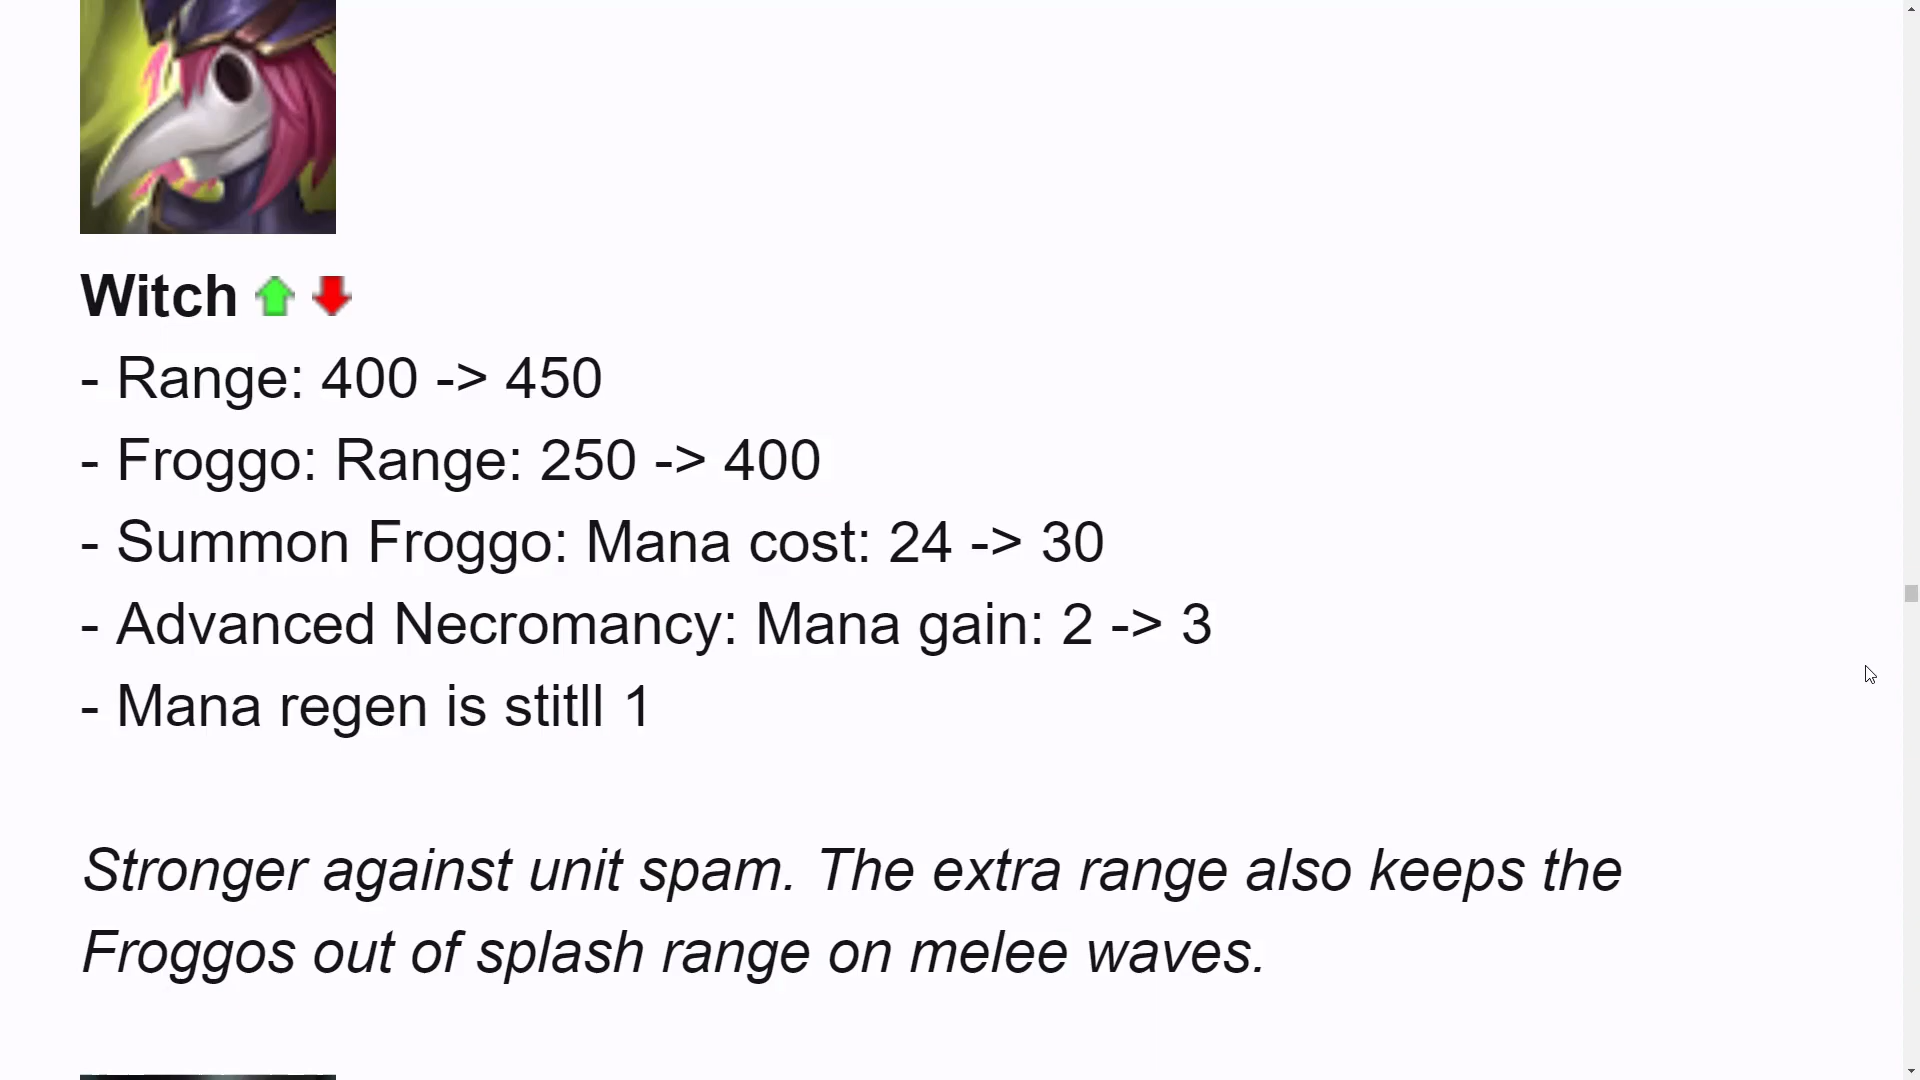 Witch
- Range: 400 -> 450
- Froggo: Range: 250 -> 400
- Summon Froggo: Mana cost: 24 -> 30
- Advanced Necromancy: Mana gain: 2 -> 3
- Mana regen is stitll 1
Stronger against unit spam. The extra range also keeps the
Froggos out of splash range on melee waves.